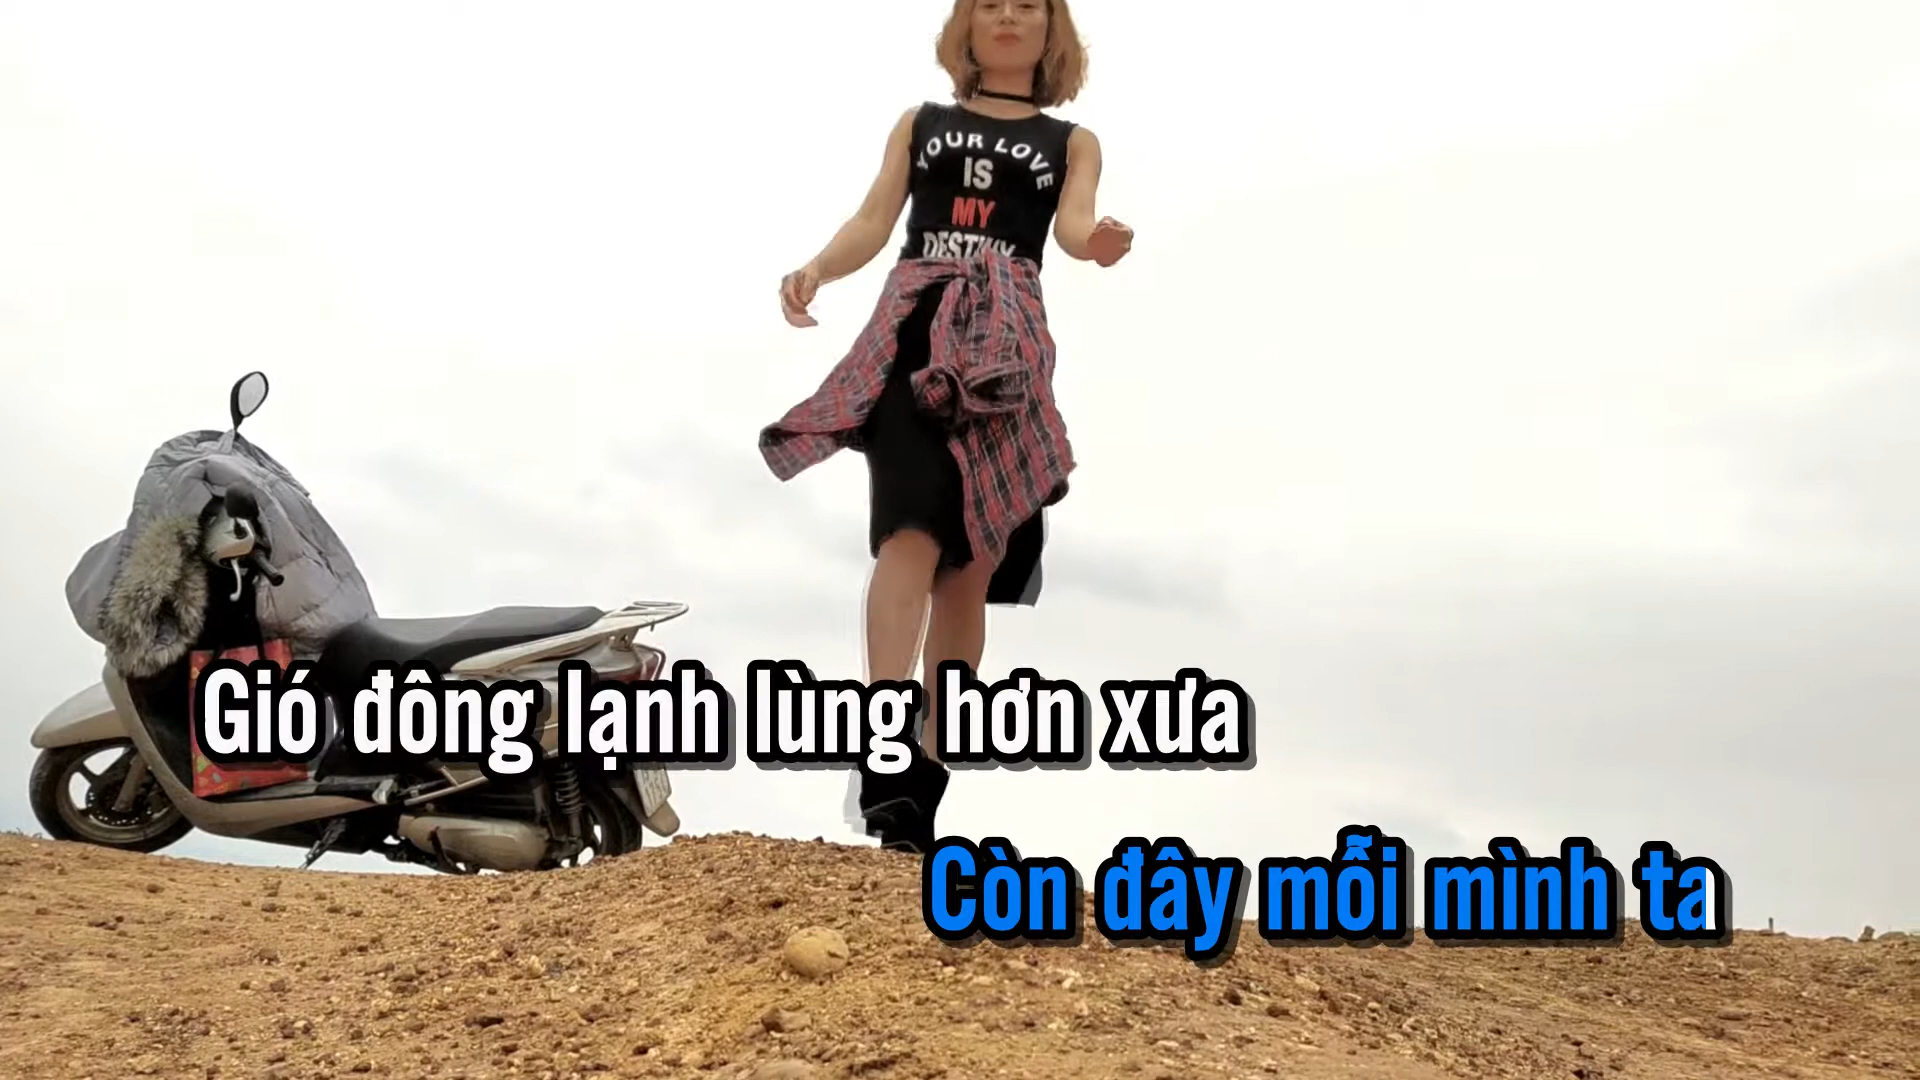 YOUR LOVE
IS
MY
DESTINY
Gió đông lạnh lùng hơn xưa
Còn đây mỗi mình ta